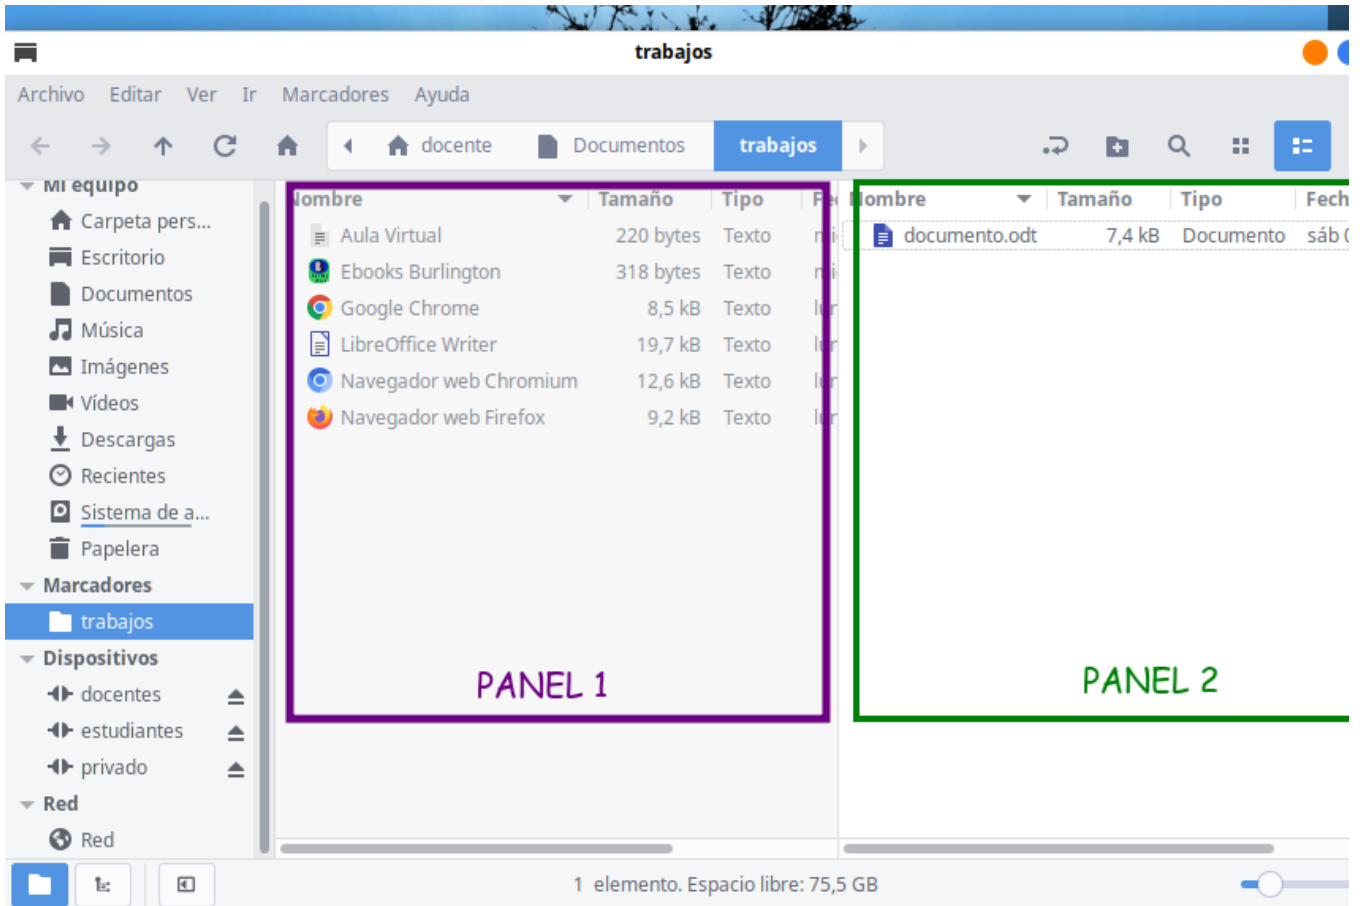 trabajos
Archivo Editar Ver Ir Marcadores Ayuda
docente Documentos trabajos
Mi equipo
Carpeta pers...
Escritorio
Documentos
Música
Imágenes
Vídeos
Descargas
Recientes
Sistema de a...
Papelera
Marcadores
trabajos
Dispositivos
docentes
estudiantes
privado
Red
Red
Nombre Tamaño Tipo
Aula Virtual 220 bytes Texto
Ebooks Burlington 318 bytes Texto
Google Chrome 8,5 kB Texto
LibreOffice Writer 19,7 kB Texto
Navegador web Chromium 12,6 kB Texto
Navegador web Firefox 9,2 kB Texto
PANEL 1
Nombre Tamaño Tipo Fech
documento.odt 7,4 kB Documento sáb
PANEL 2
1 elemento. Espacio libre: 75,5 GB